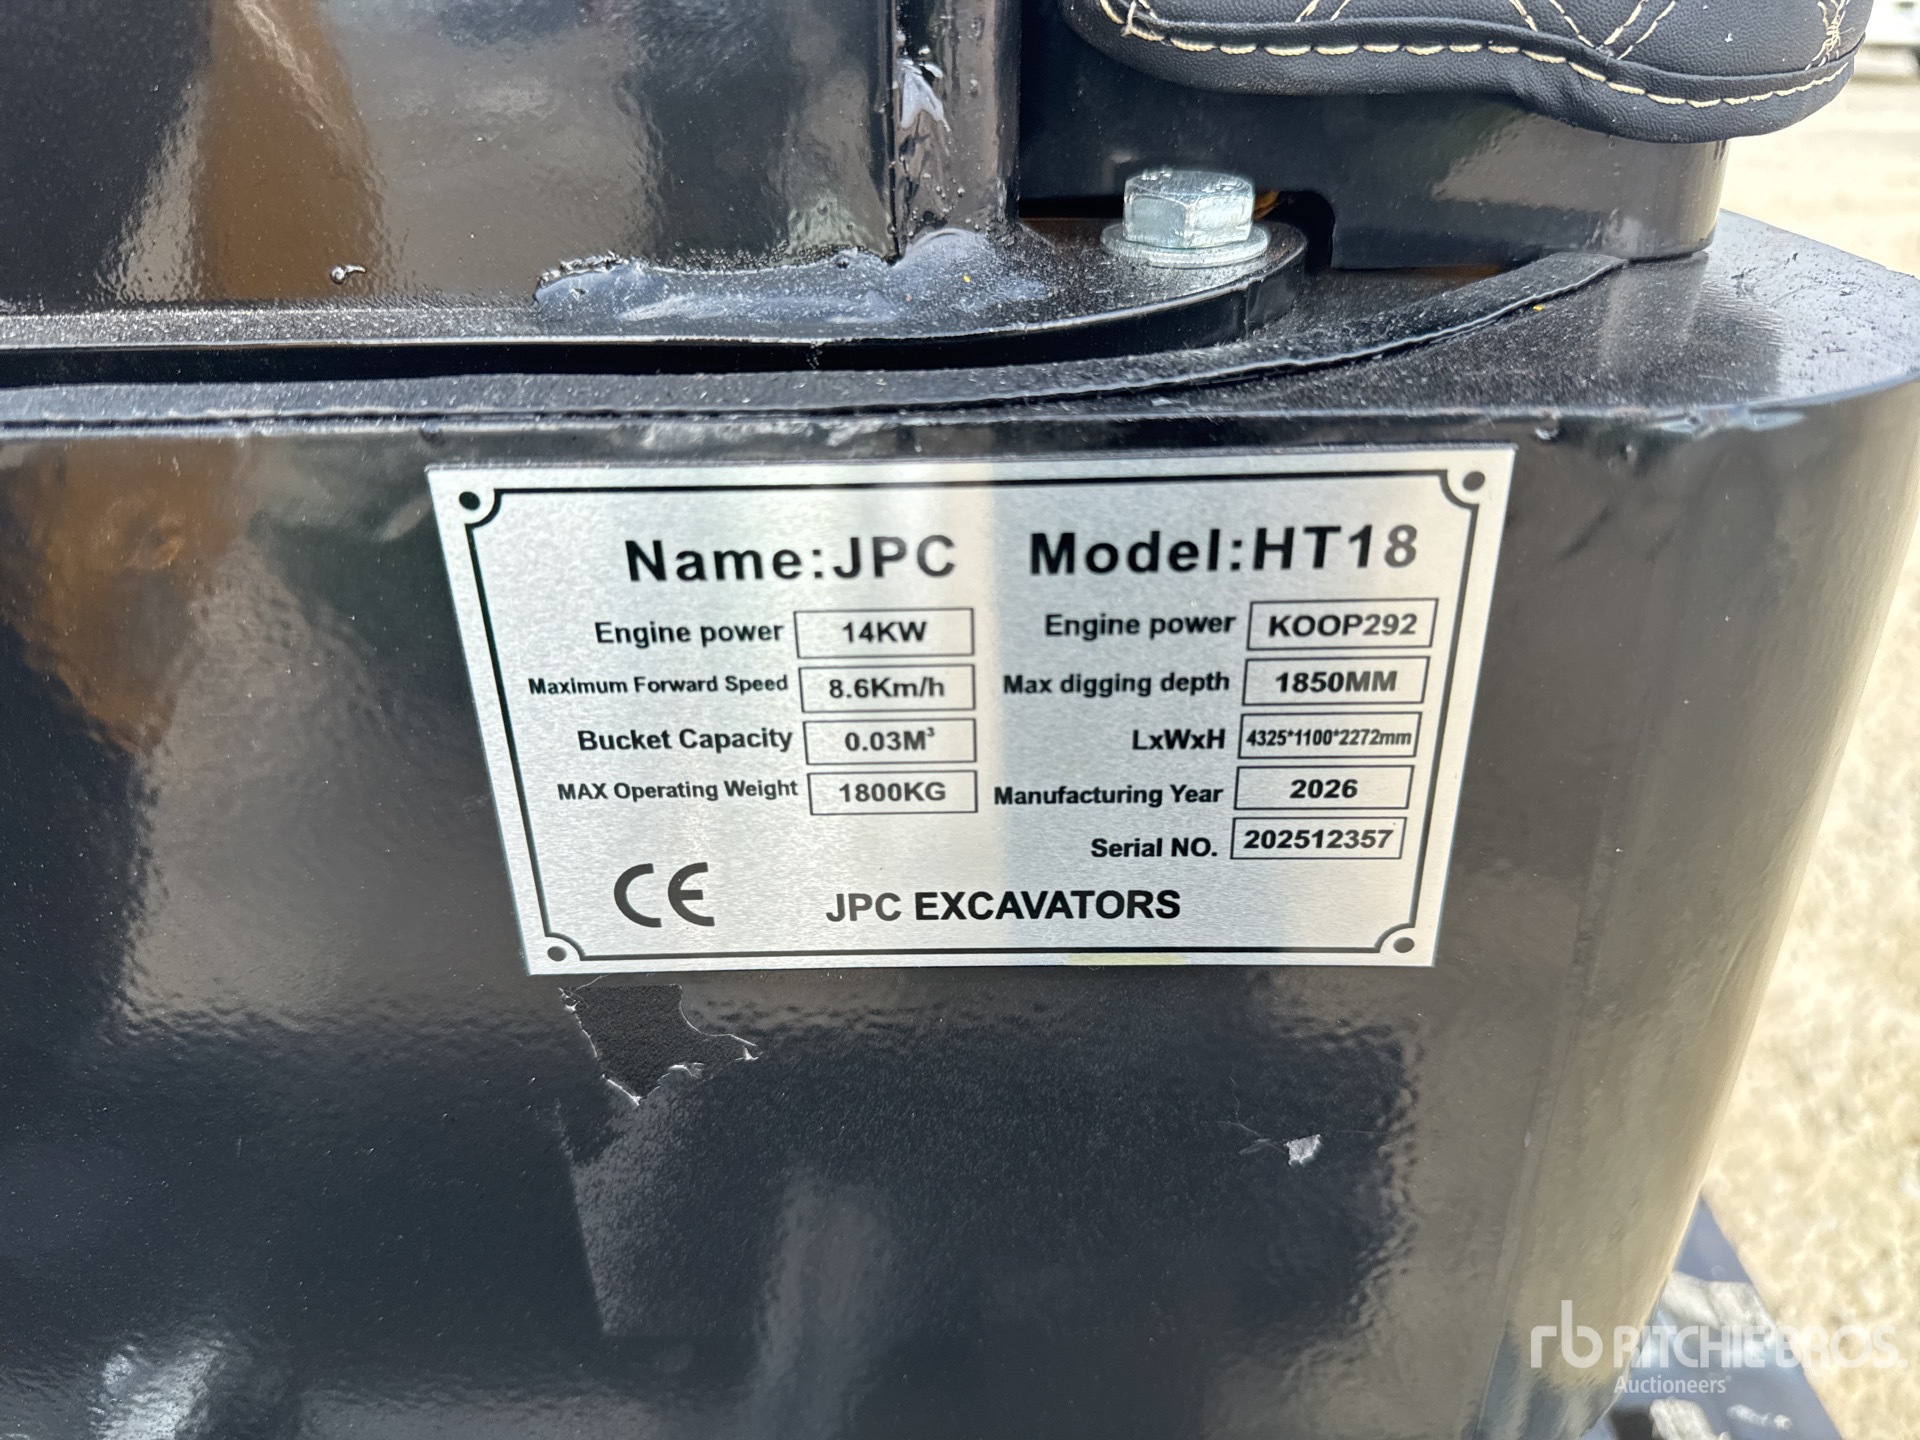 Name:JPC Model:HT18
Engine power 14KW Engine power KOOP292
Maximum Forward Speed 8.6Km/h Max digging depth 1850MM
Bucket Capacity 0.03M³ LxWxH 4325*1100*2272mm
MAX Operating Weight 1800KG Manufacturing Year 2026
Serial NO. 202512357
CE JPC EXCAVATORS
rb RITCHIE BROS.
Auctioneers